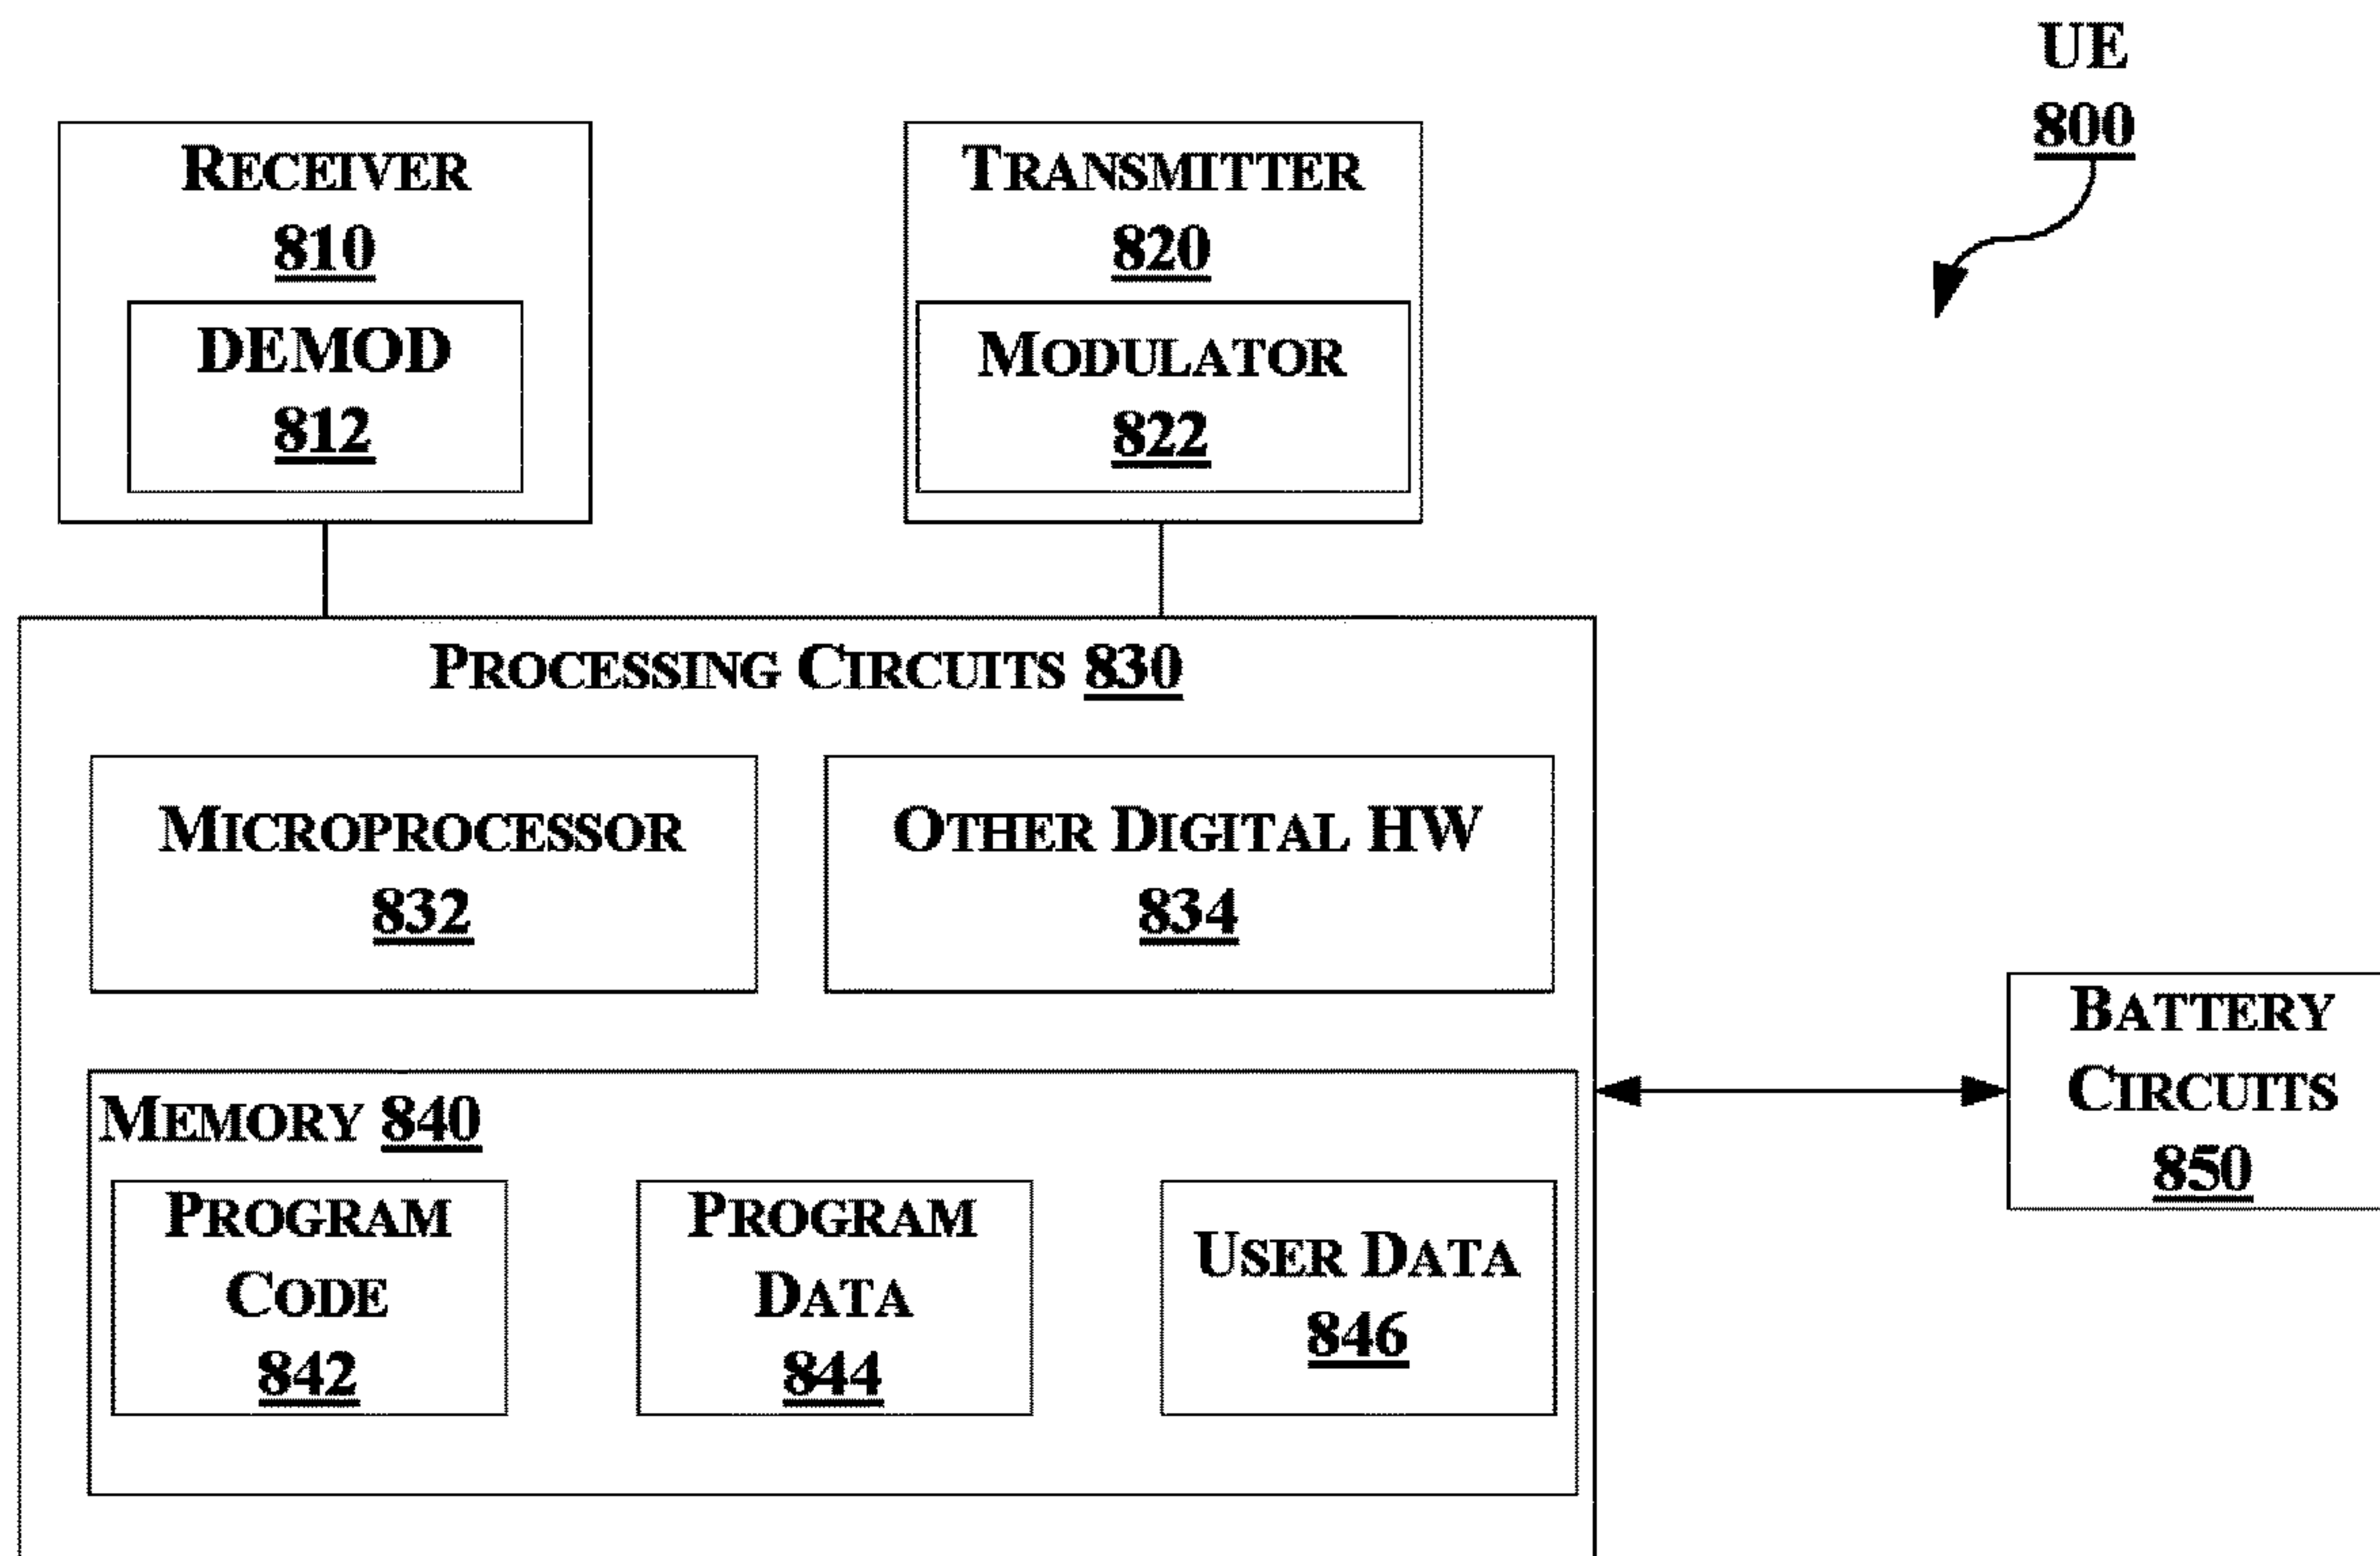 UE
800
RECEIVER
810
DEMOD
812
TRANSMITTER
820
MODULATOR
822
PROCESSING CIRCUITS 830
MICROPROCESSOR
832
OTHER DIGITAL HW
834
MEMORY 840
PROGRAM
CODE
842
PROGRAM
DATA
844
USER DATA
846
BATTERY
CIRCUITS
850